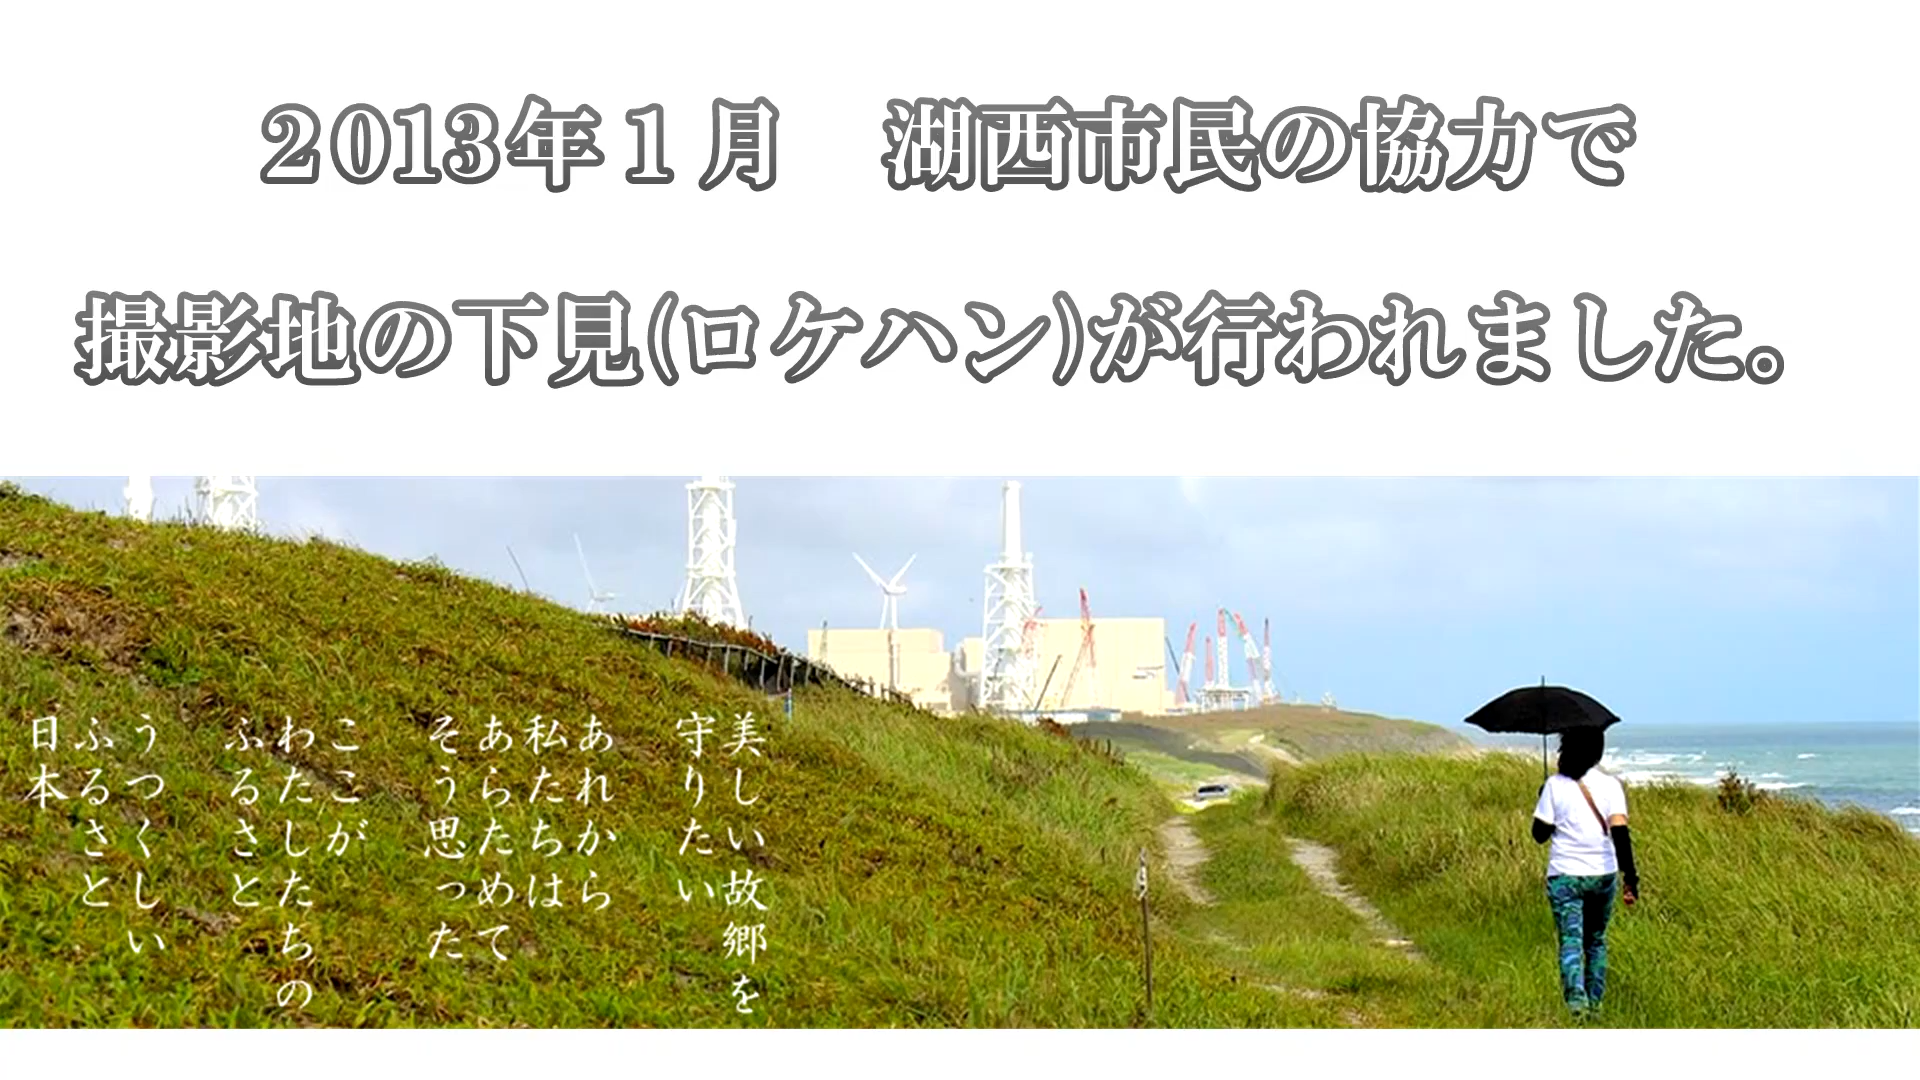 2013年1月　湖西市民の協力で
撮影地の下見(ロケハン)が行われました。
美しい故郷を
守りたい
あれから
私たちは
あらためて
そう思った
ここが
わたしたちの
ふるさと
うつくしい
ふるさと
日本